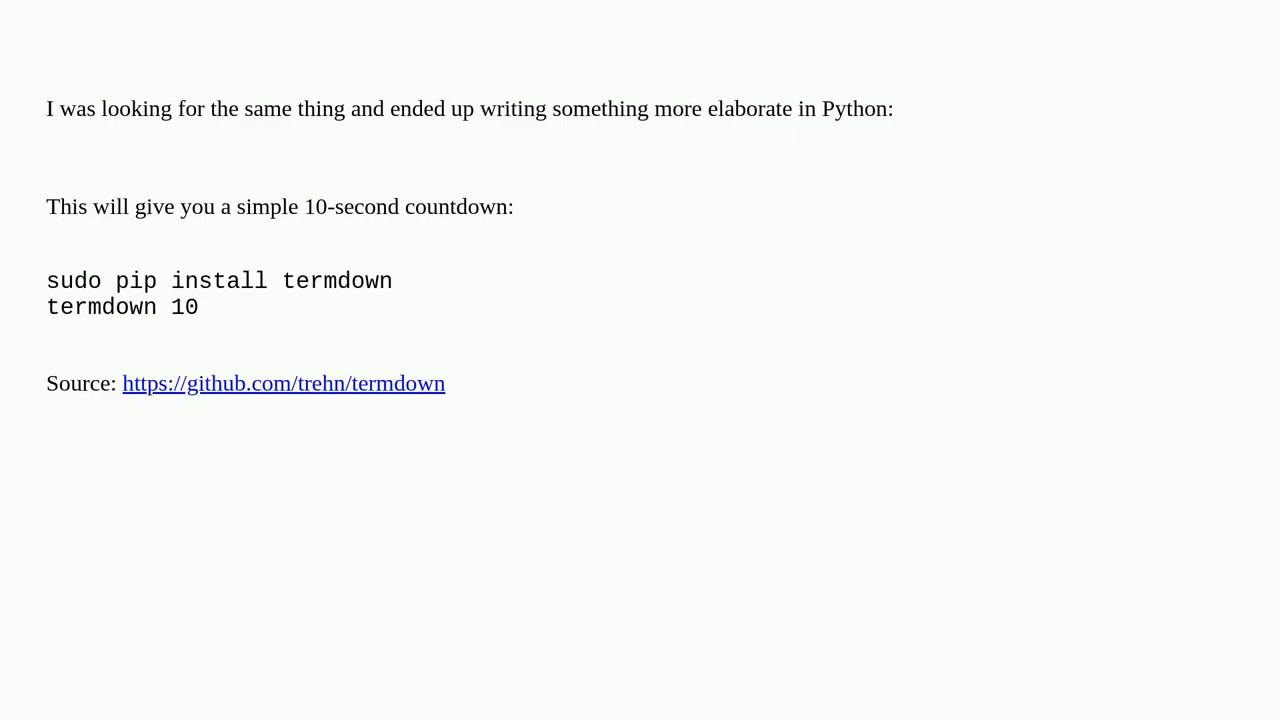 I was looking for the same thing and ended up writing something more elaborate in Python:
This will give you a simple 10-second countdown:
sudo pip install termdown
termdown 10
Source: https://github.com/trehn/termdown